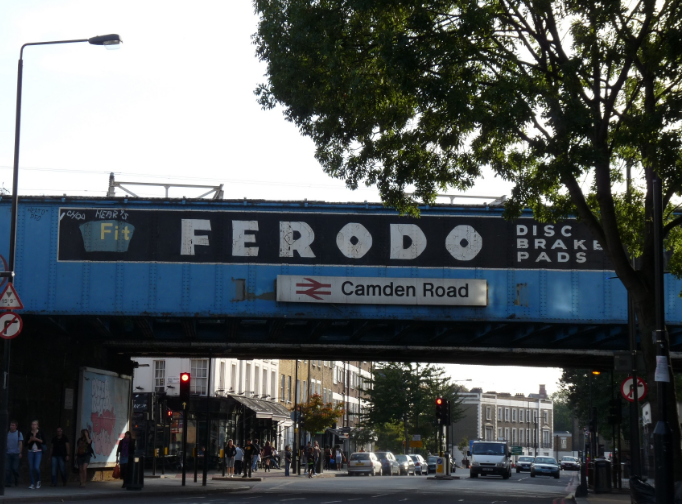 Fit FERODO DISC
BRAKE
PADS
Camden Road